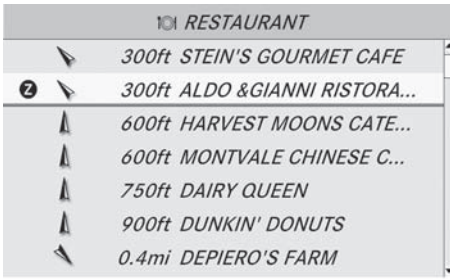 RESTAURANT
300ft STEIN'S GOURMET CAFE
Z 300ft ALDO &GIANNI RISTORA...
600ft HARVEST MOONS CATE...
600ft MONTVALE CHINESE C...
750ft DAIRY QUEEN
900ft DUNKIN' DONUTS
0.4mi DEPIERO'S FARM